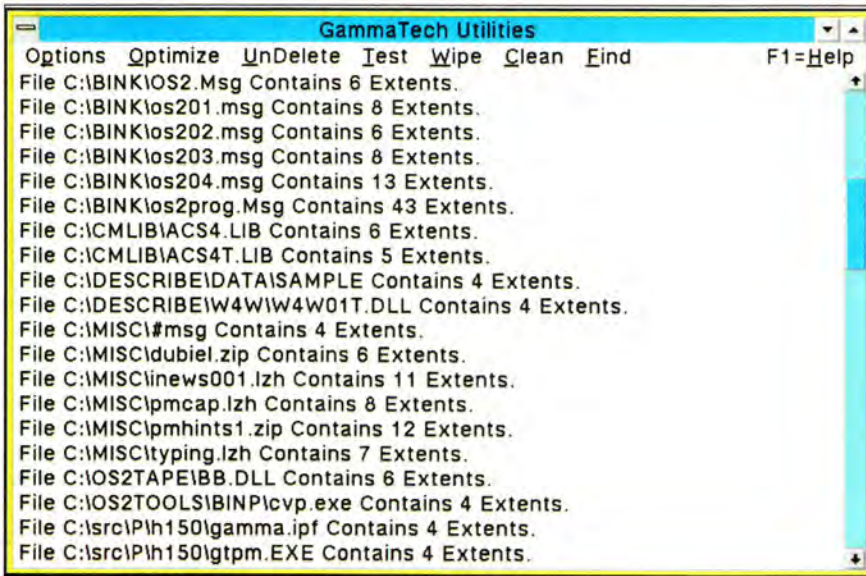 GammaTech Utilities
Options Optimize UnDelete Test Wipe Clean Find F1=Help
File C:\BINK\OS2.Msg Contains 6 Extents.
File C:\BINK\os201.msg Contains 8 Extents.
File C:\BINK\os202.msg Contains 6 Extents.
File C:\BINK\os203.msg Contains 8 Extents.
File C:\BINK\os204.msg Contains 13 Extents.
File C:\BINK\os2prog.Msg Contains 43 Extents.
File C:\CMLIB\ACS4.LIB Contains 6 Extents.
File C:\CMLIB\ACS4T.LIB Contains 5 Extents.
File C:\DESCRIBE\DATA\SAMPLE Contains 4 Extents.
File C:\DESCRIBE\W4W\W4W01T.DLL Contains 4 Extents.
File C:\MISC\#msg Contains 4 Extents.
File C:\MISC\dubiel.zip Contains 6 Extents.
File C:\MISC\inews001.lzh Contains 11 Extents.
File C:\MISC\pmcap.lzh Contains 8 Extents.
File C:\MISC\pmhints1.zip Contains 12 Extents.
File C:\MISC\typing.lzh Contains 7 Extents.
File C:\OS2TAPE\BB.DLL Contains 6 Extents.
File C:\OS2TOOLS\BINP\cvp.exe Contains 4 Extents.
File C:\src\P\h150\gamma.ipf Contains 4 Extents.
File C:\src\P\h150\gtpm.EXE Contains 4 Extents.